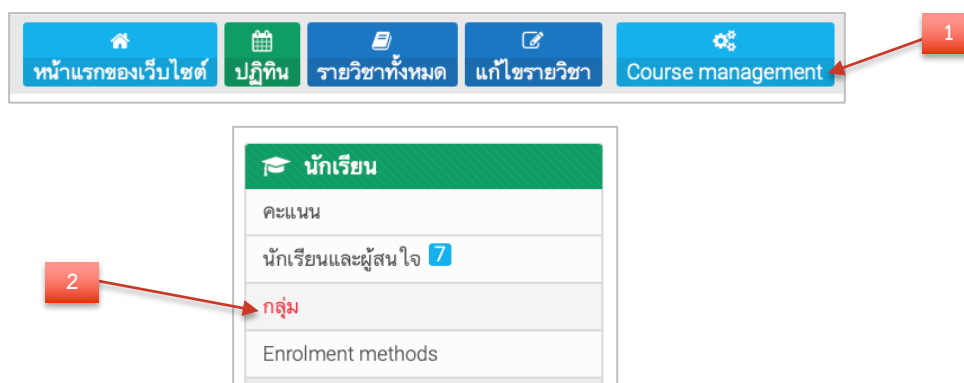 หน้าแรกของเว็บไซต์ ปฏิทิน รายวิชาทั้งหมด แก้ไขรายวิชา Course management 1
นักเรียน
คะแนน
นักเรียนและผู้สนใจ 7
2
กลุ่ม
Enrolment methods